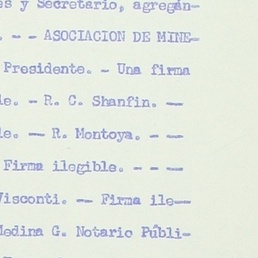 es y Secretario, agregán-
. - - ASOCIACION DE MINE-
Presidente. - Una firma
le. - R. C. Shanfin. --
le. -- R. Montoya. - -
Firma ilegible. - - -
Visconti. -- Firma ile--
Medina G. Notario Públi-